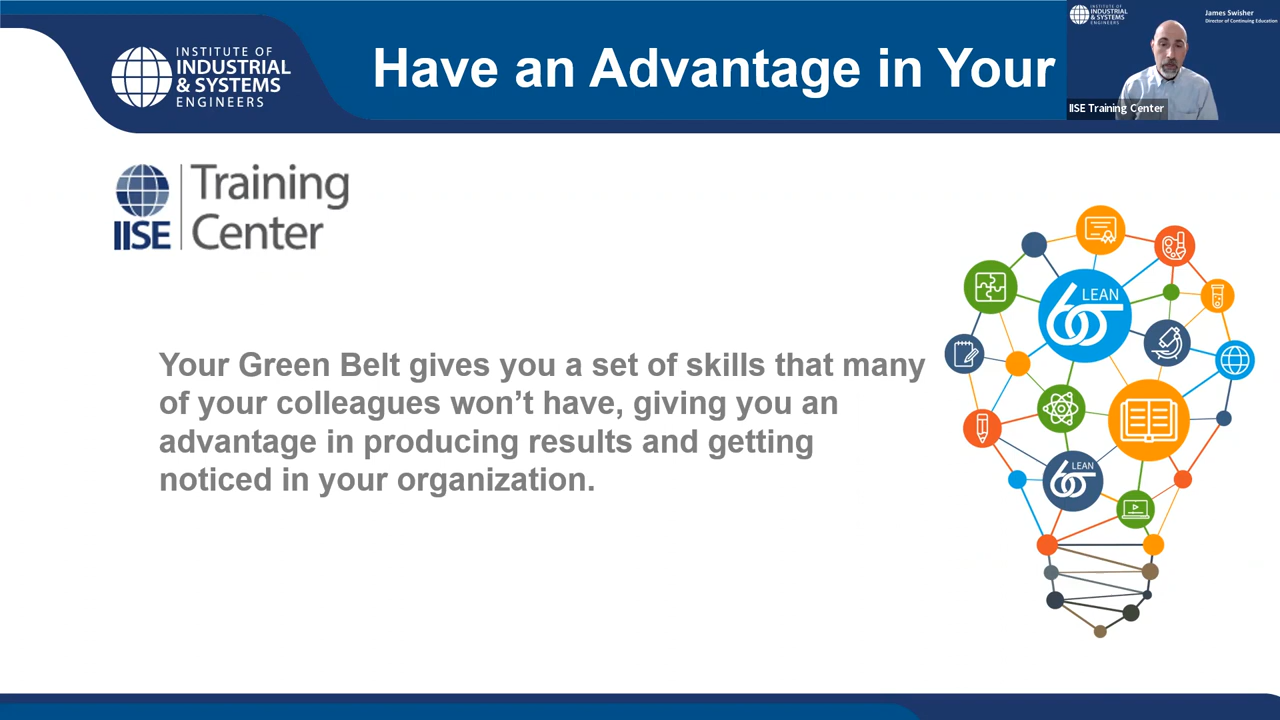 INSTITUTE OF
INDUSTRIAL
& SYSTEMS
ENGINEERS
Have an Advantage in Your
INSTITUTE OF
INDUSTRIAL
& SYSTEMS
ENGINEERS
James Swisher
Director of Continuing Education
IISE Training Center
IISE
Training
Center
Your Green Belt gives you a set of skills that many
of your colleagues won’t have, giving you an
advantage in producing results and getting
noticed in your organization.
LEAN
6σ
LEAN
6σ